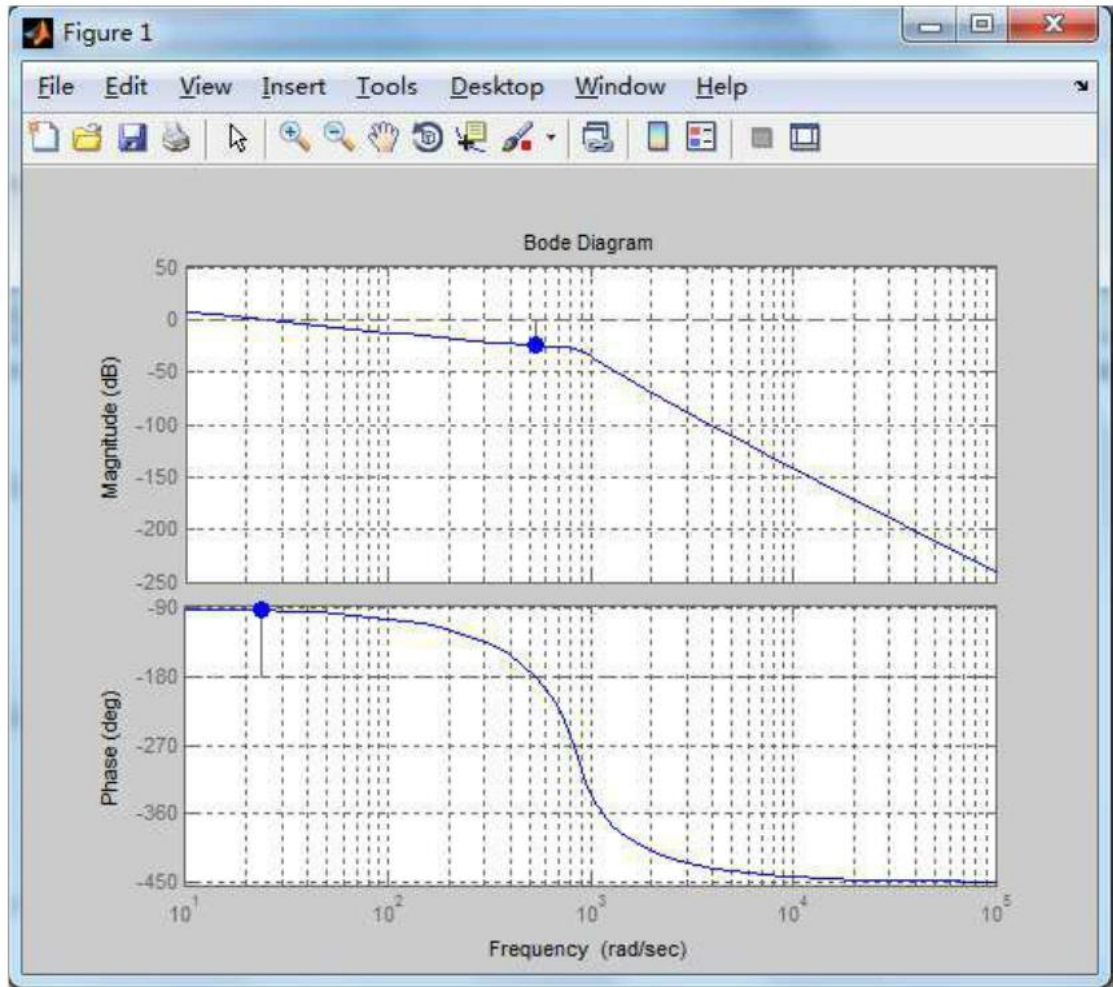 Figure 1
File Edit View Insert Tools Desktop Window Help
Bode Diagram
Magnitude (dB)
50
0
-50
-100
-150
-200
-250
Phase (deg)
-90
-180
-270
-360
-450
10^1 10^2 10^3 10^4 10^5
Frequency (rad/sec)